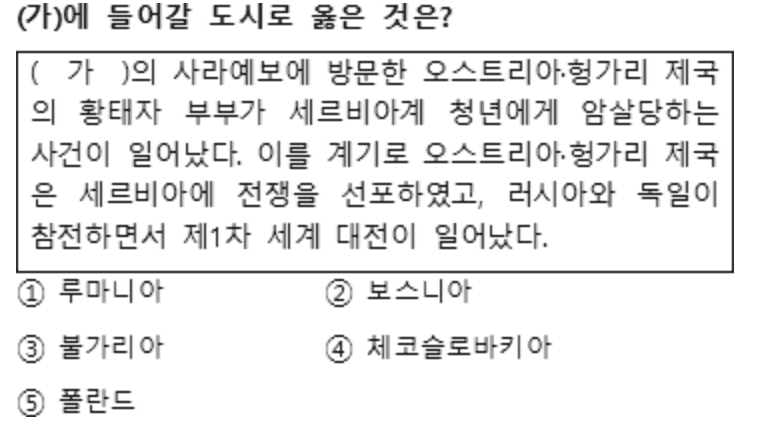 (가)에 들어갈 도시로 옳은 것은?
( 가 )의 사라예보에 방문한 오스트리아·헝가리 제국
의 황태자 부부가 세르비아계 청년에게 암살당하는
사건이 일어났다. 이를 계기로 오스트리아·헝가리 제국
은 세르비아에 전쟁을 선포하였고, 러시아와 독일이
참전하면서 제1차 세계 대전이 일어났다.
① 루마니아 ② 보스니아
③ 불가리아 ④ 체코슬로바키아
⑤ 폴란드